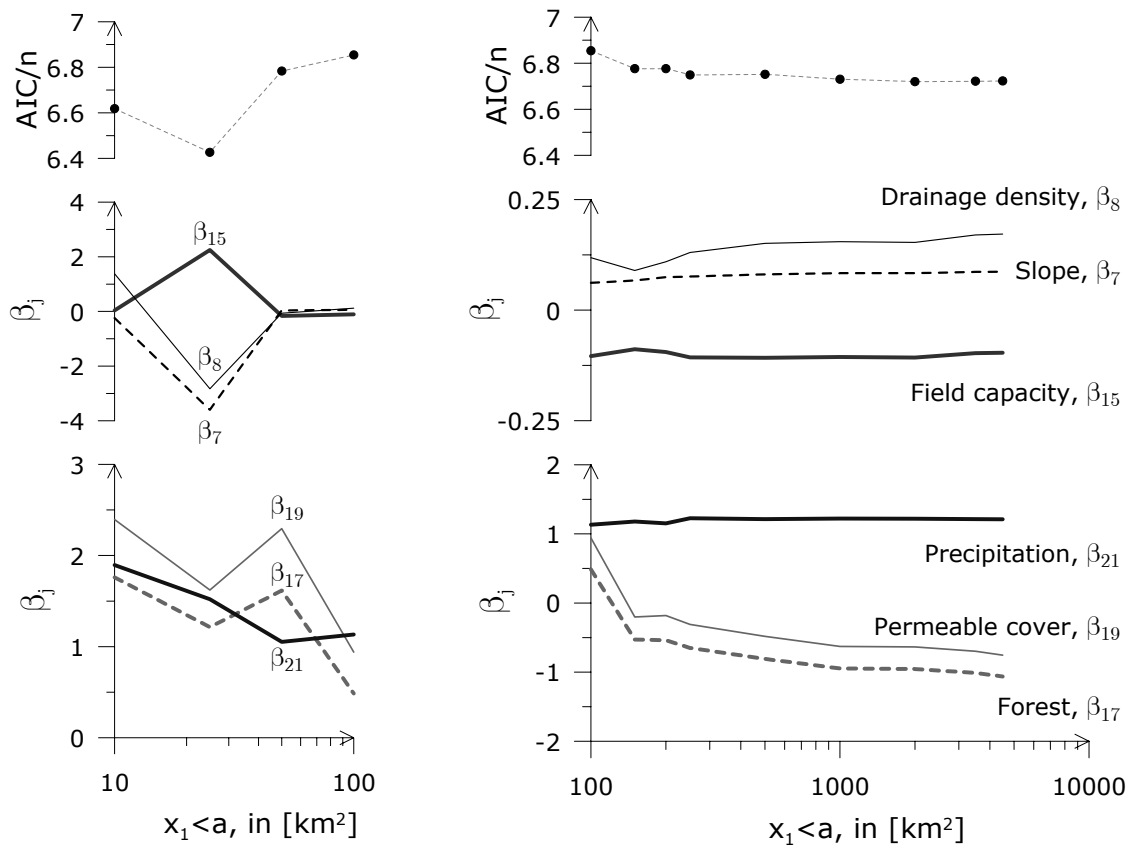 7
6.8
6.6
6.4
AIC/n
7
6.8
6.6
6.4
AIC/n
4
2
0
-2
-4
βj
β15
β8
β7
0.25
0
-0.25
βj
Drainage density, β8
Slope, β7
Field capacity, β15
3
2
1
0
βj
β19
β17
β21
10
100
x1<a, in [km²]
2
1
0
-1
-2
βj
Precipitation, β21
Permeable cover, β19
Forest, β17
100
1000
10000
x1<a, in [km²]